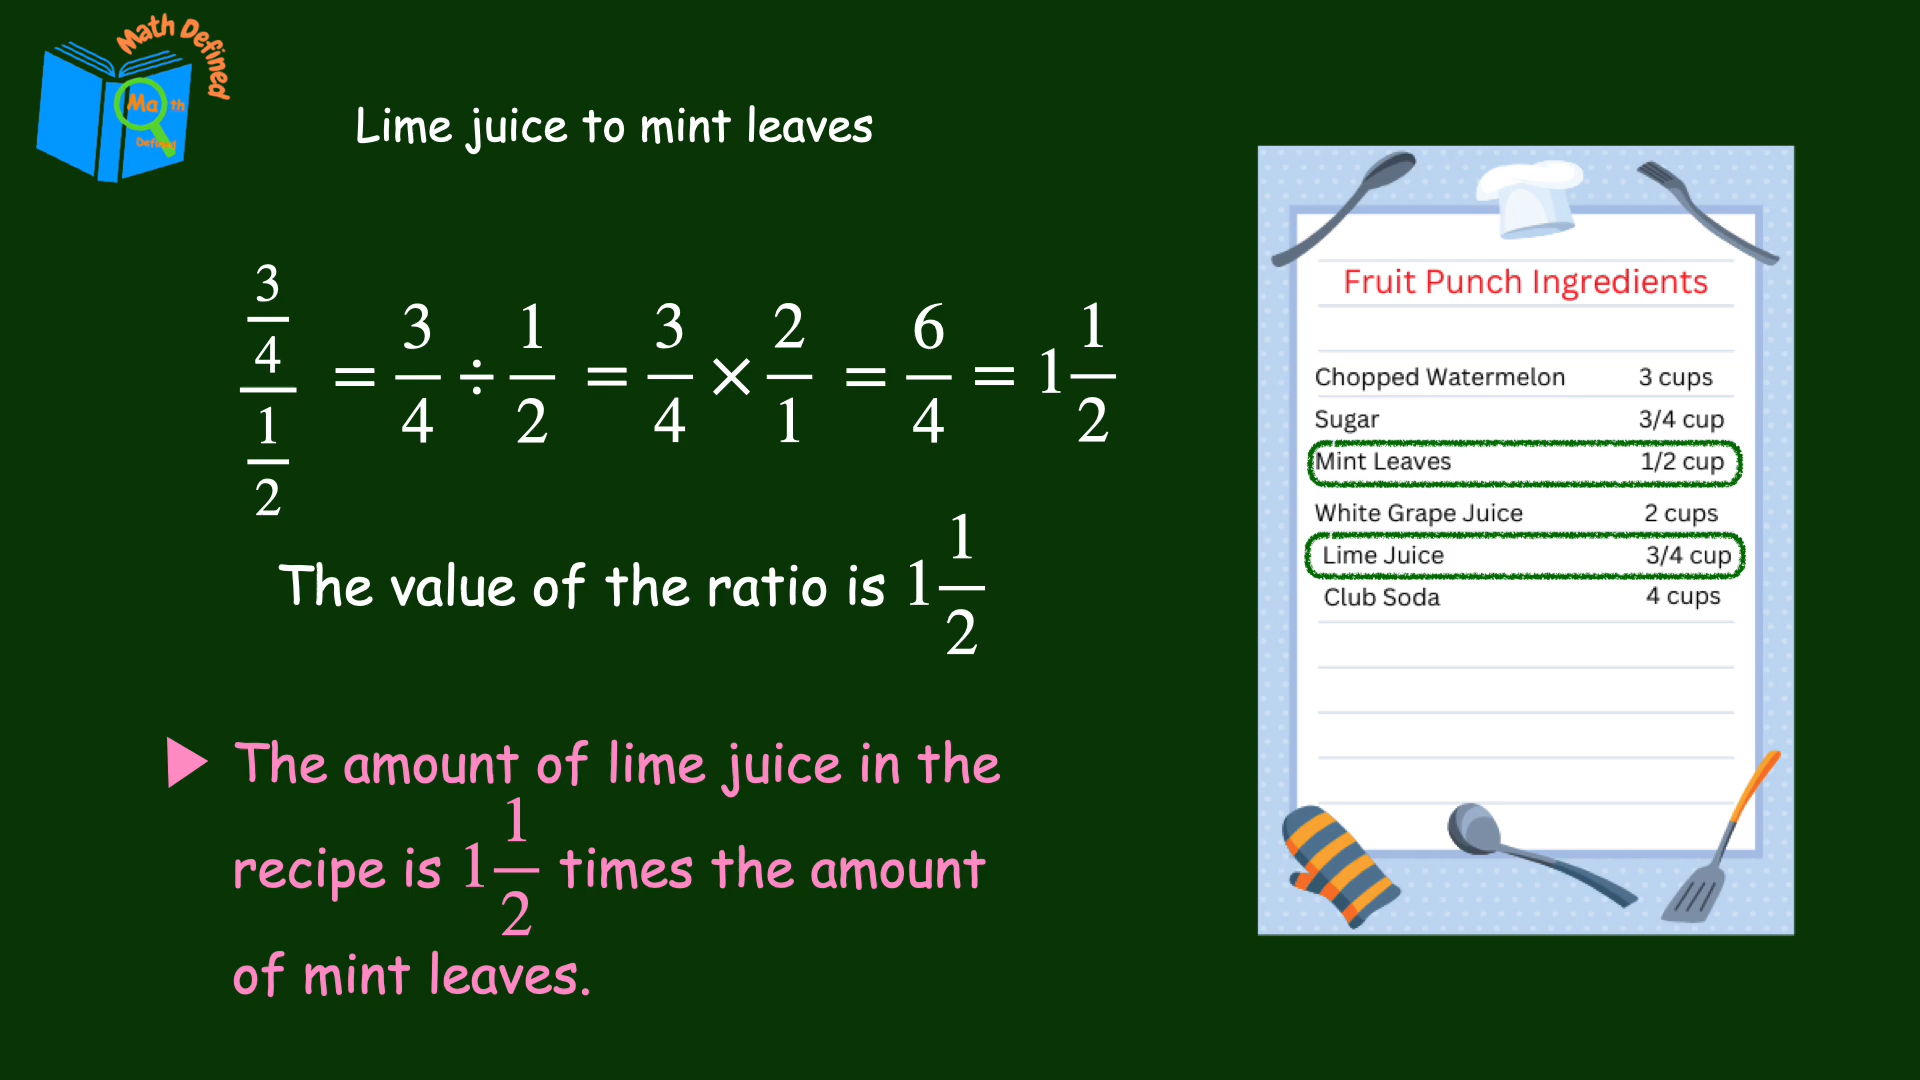 Math Defined
Math
Defined
Lime juice to mint leaves
3/4 / 1/2 = 3/4 ÷ 1/2 = 3/4 × 2/1 = 6/4 = 1 1/2
The value of the ratio is 1 1/2
The amount of lime juice in the
recipe is 1 1/2 times the amount
of mint leaves.
Fruit Punch Ingredients
Chopped Watermelon 3 cups
Sugar 3/4 cup
Mint Leaves 1/2 cup
White Grape Juice 2 cups
Lime Juice 3/4 cup
Club Soda 4 cups